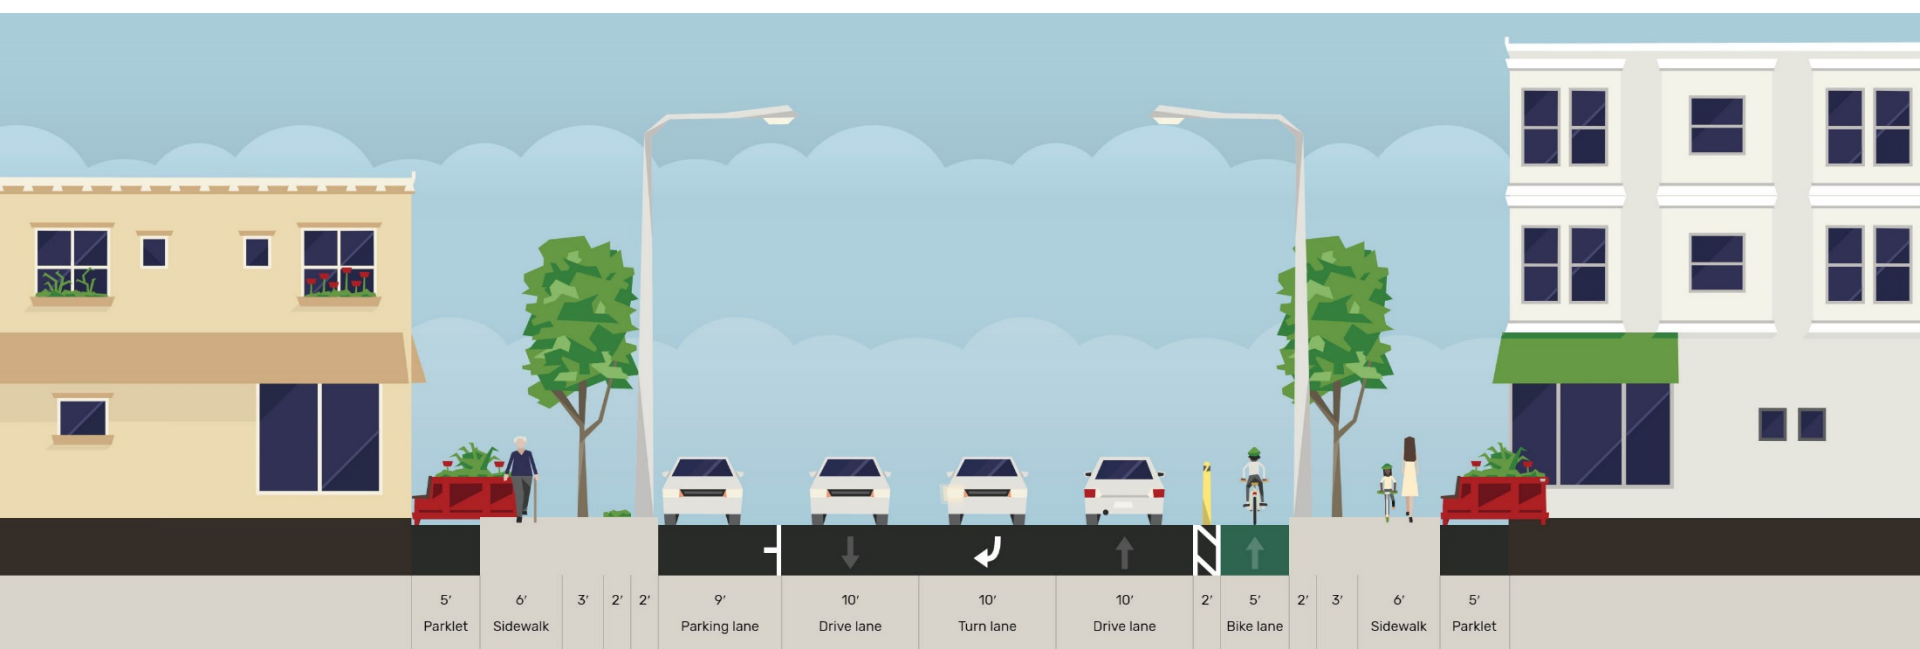 5′ 6′ 3′ 2′ 2′ 9′ 10′ 10′ 10′ 2′ 5′ 2′ 3′ 6′ 5′
Parklet Sidewalk Parking lane Drive lane Turn lane Drive lane Bike lane Sidewalk Parklet